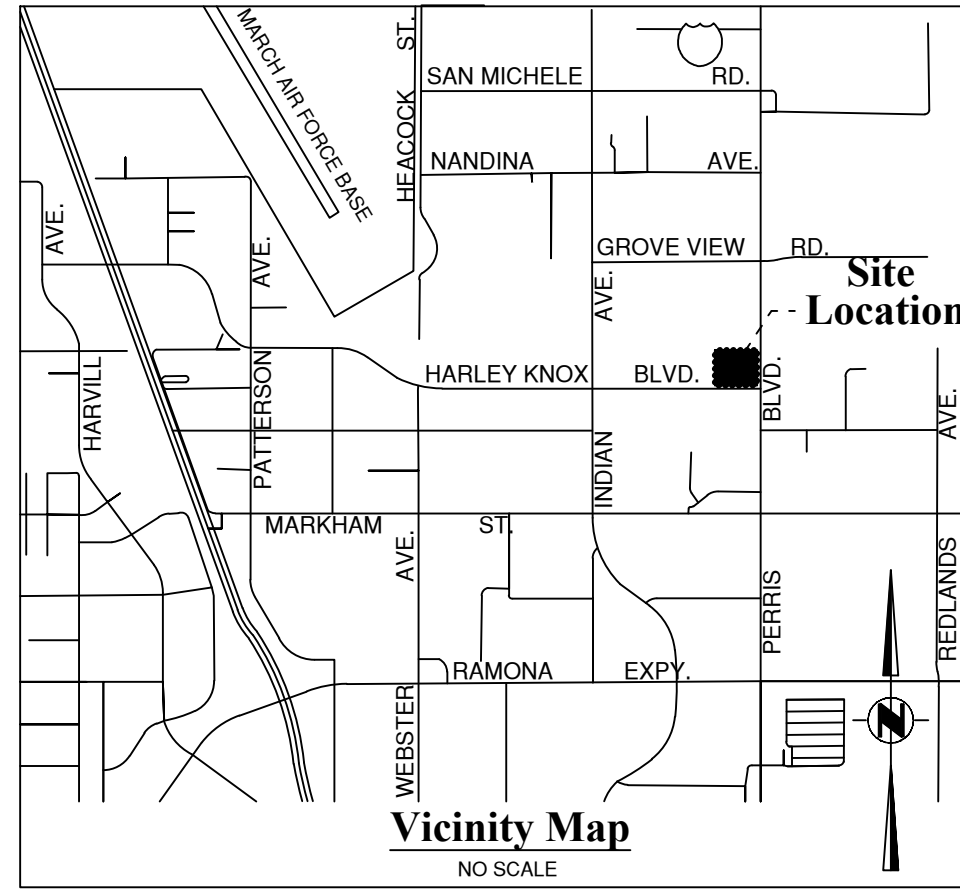 MARCH AIR FORCE BASE
HEACOCK ST.
SAN MICHELE RD.
NANDINA AVE.
GROVE VIEW RD.
Site
Location
AVE.
AVE.
AVE.
HARLEY KNOX BLVD.
BLVD.
HARVILL
PATTERSON
AVE.
INDIAN
MARKHAM ST.
AVE.
PERRIS
REDLANDS
RAMONA EXPY.
WEBSTER
N
Vicinity Map
NO SCALE